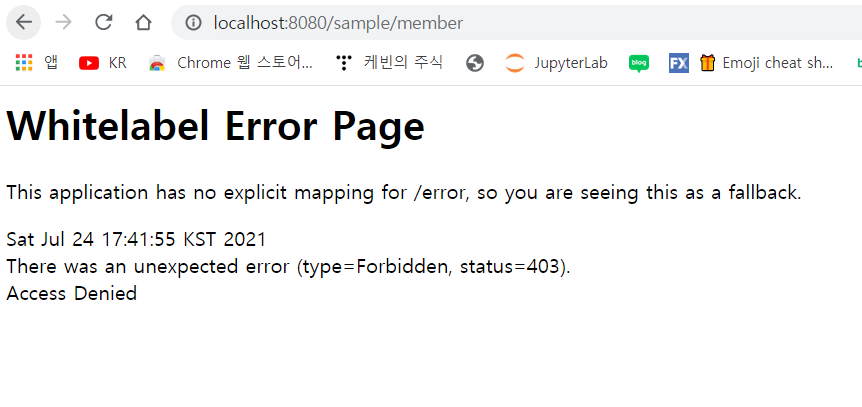 localhost:8080/sample/member
앱 KR Chrome 웹 스토어... 케빈의 주식 JupyterLab blog FX Emoji cheat sh...
Whitelabel Error Page
This application has no explicit mapping for /error, so you are seeing this as a fallback.
Sat Jul 24 17:41:55 KST 2021
There was an unexpected error (type=Forbidden, status=403).
Access Denied